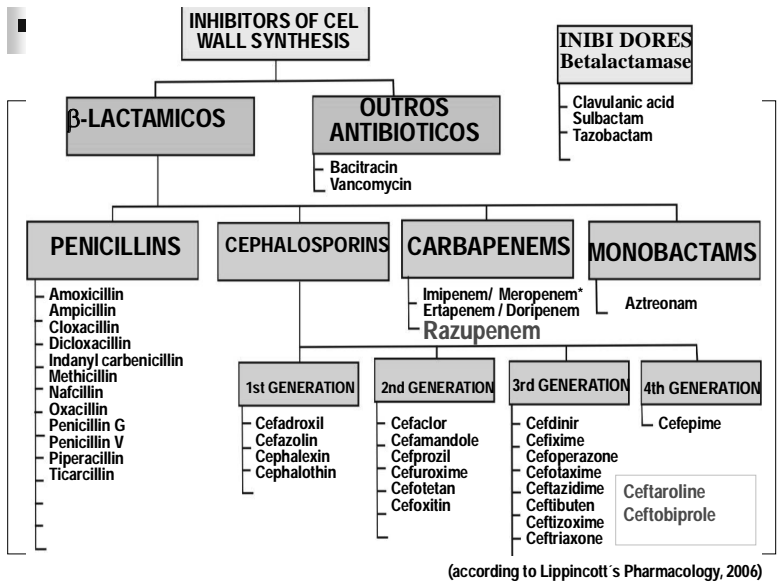 INHIBITORS OF CEL
WALL SYNTHESIS
INIBI DORES
Betalactamase
Clavulanic acid
Sulbactam
Tazobactam
β-LACTAMICOS
OUTROS
ANTIBIOTICOS
Bacitracin
Vancomycin
PENICILLINS
CEPHALOSPORINS
CARBAPENEMS
MONOBACTAMS
Amoxicillin
Ampicillin
Cloxacillin
Dicloxacillin
Indanyl carbenicillin
Methicillin
Nafcillin
Oxacillin
Penicillin G
Penicillin V
Piperacillin
Ticarcillin
Imipenem/ Meropenem*
Ertapenem / Doripenem
Razupenem
Aztreonam
1st GENERATION
2nd GENERATION
3rd GENERATION
4th GENERATION
Cefadroxil
Cefazolin
Cephalexin
Cephalothin
Cefaclor
Cefamandole
Cefprozil
Cefuroxime
Cefotetan
Cefoxitin
Cefdinir
Cefixime
Cefoperazone
Cefotaxime
Ceftazidime
Ceftibuten
Ceftizoxime
Ceftriaxone
Cefepime
Ceftaroline
Ceftobiprole
(according to Lippincott´s Pharmacology, 2006)